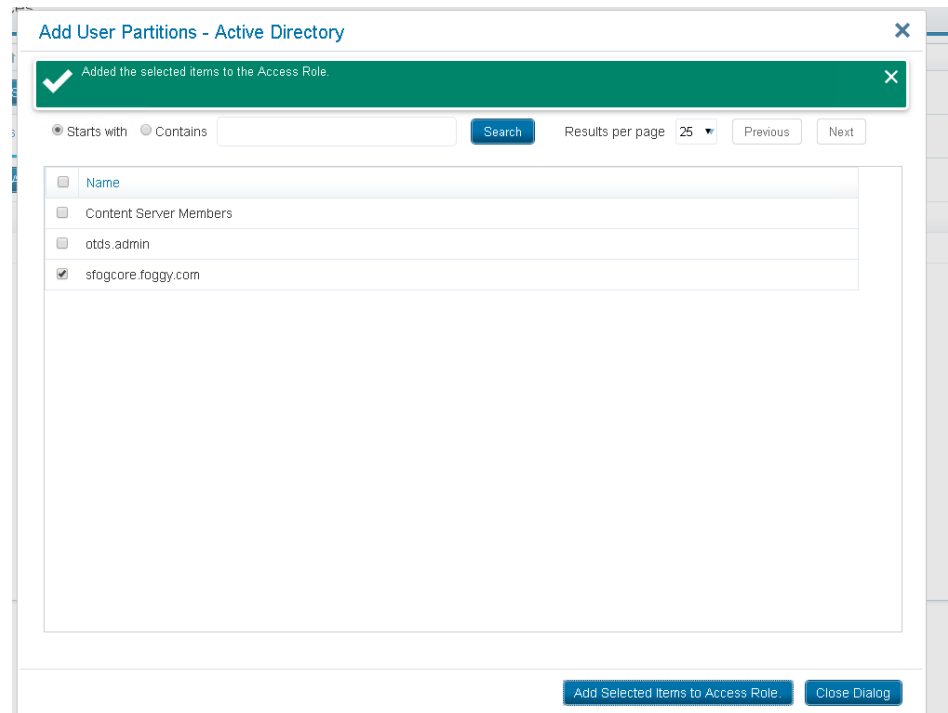 Add User Partitions - Active Directory
Added the selected items to the Access Role.
Starts with Contains Search Results per page 25 Previous Next
Name
Content Server Members
otds.admin
sfogcore.foggy.com
Add Selected Items to Access Role. Close Dialog